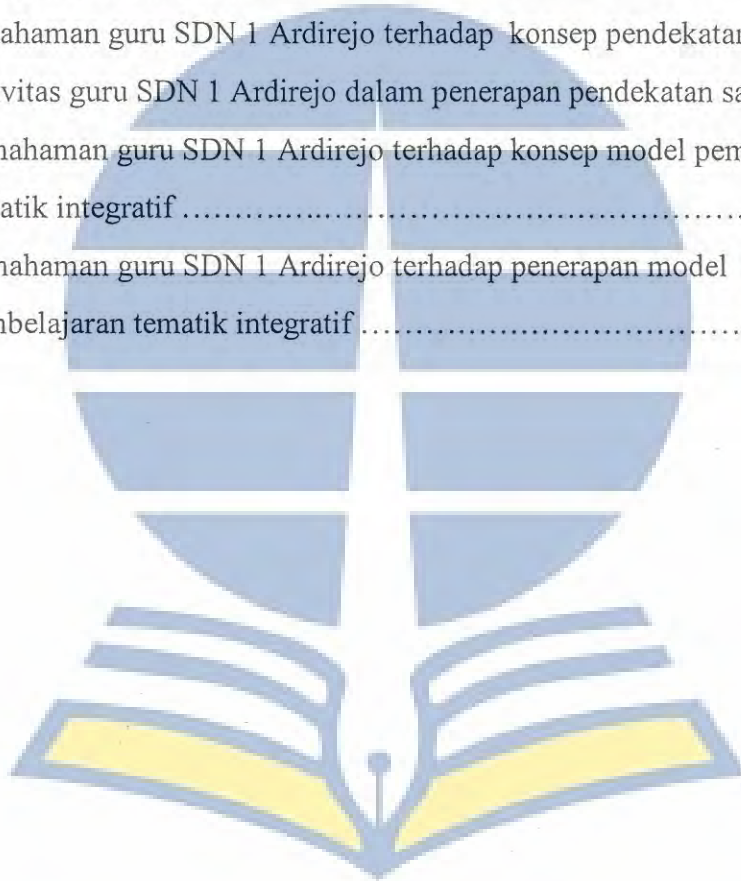 ahaman guru SDN 1 Ardirejo terhadap konsep pendekatan
vitas guru SDN 1 Ardirejo dalam penerapan pendekatan sa
nahaman guru SDN 1 Ardirejo terhadap konsep model pem
atik integratif ……………………………………………
nahaman guru SDN 1 Ardirejo terhadap penerapan model
nbelajaran tematik integratif ……………………………